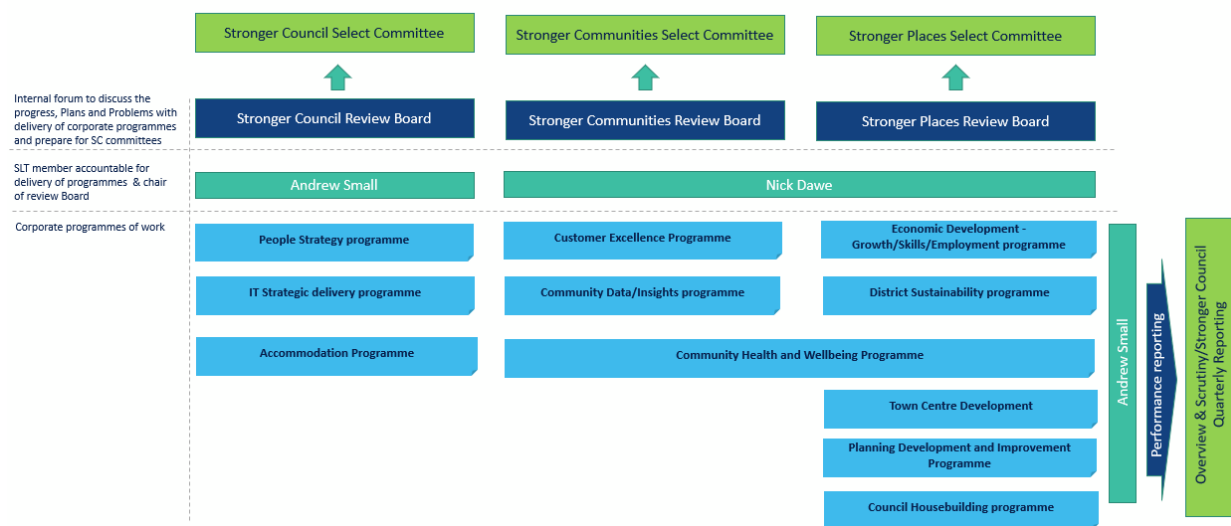 Stronger Council Select Committee
Stronger Communities Select Committee
Stronger Places Select Committee
Internal forum to discuss the
progress, Plans and Problems with
delivery of corporate programmes
and prepare for SC committees
Stronger Council Review Board
Stronger Communities Review Board
Stronger Places Review Board
SLT member accountable for
delivery of programmes & chair
of review Board
Andrew Small
Nick Dawe
Corporate programmes of work
People Strategy programme
Customer Excellence Programme
Economic Development -
Growth/Skills/Employment programme
IT Strategic delivery programme
Community Data/Insights programme
District Sustainability programme
Accommodation Programme
Community Health and Wellbeing Programme
Town Centre Development
Planning Development and Improvement
Programme
Council Housebuilding programme
Andrew Small
Performance reporting
Overview & Scrutiny/Stronger Council
Quarterly Reporting